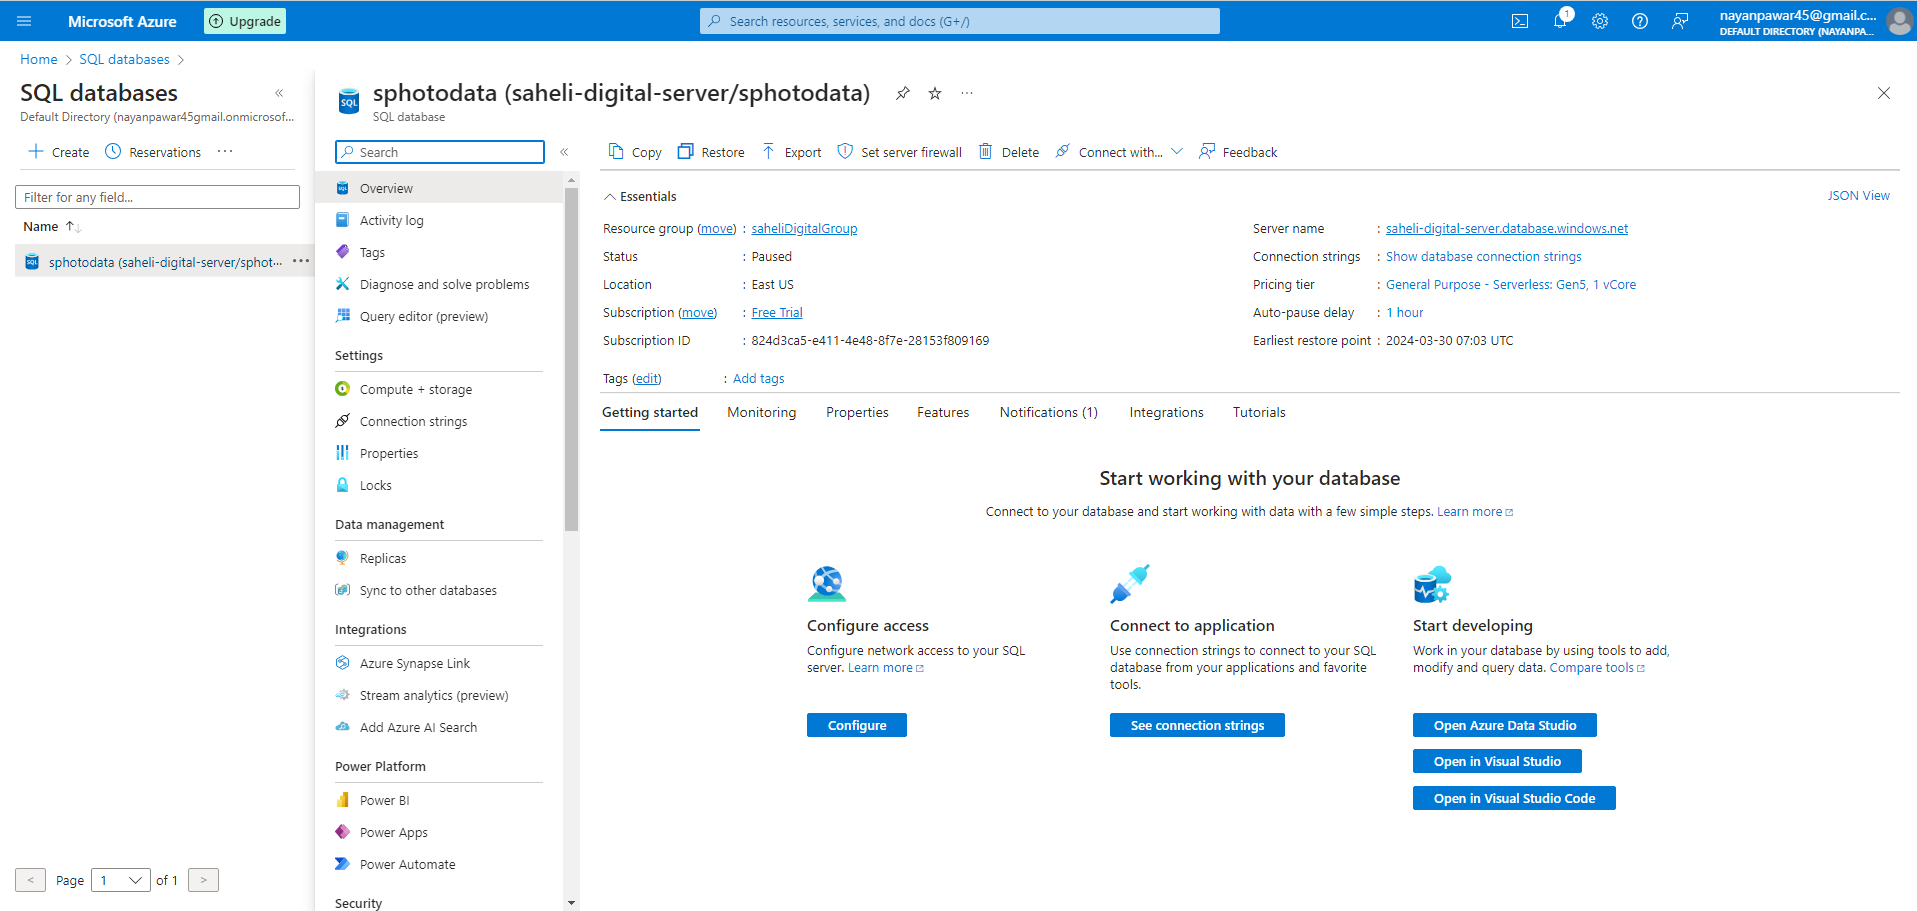 Microsoft Azure
Upgrade
Search resources, services, and docs (G+/)
1
nayanpawar45@gmail.c...
DEFAULT DIRECTORY (NAYANPA...
Home > SQL databases >
SQL databases
Default Directory (nayanpawar45gmail.onmicrosof...
Create
Reservations
Filter for any field...
Name
sphotodata (saheli-digital-server/sphot...
Page 1 of 1
sphotodata (saheli-digital-server/sphotodata)
SQL database
Search
Overview
Activity log
Tags
Diagnose and solve problems
Query editor (preview)
Settings
Compute + storage
Connection strings
Properties
Locks
Data management
Replicas
Sync to other databases
Integrations
Azure Synapse Link
Stream analytics (preview)
Add Azure AI Search
Power Platform
Power BI
Power Apps
Power Automate
Security
Copy
Restore
Export
Set server firewall
Delete
Connect with...
Feedback
Essentials
JSON View
Resource group (move) : saheliDigitalGroup
Status : Paused
Location : East US
Subscription (move) : Free Trial
Subscription ID : 824d3ca5-e411-4e48-8f7e-28153f809169
Server name : saheli-digital-server.database.windows.net
Connection strings : Show database connection strings
Pricing tier : General Purpose - Serverless: Gen5, 1 vCore
Auto-pause delay : 1 hour
Earliest restore point : 2024-03-30 07:03 UTC
Tags (edit) : Add tags
Getting started
Monitoring
Properties
Features
Notifications (1)
Integrations
Tutorials
Start working with your database
Connect to your database and start working with data with a few simple steps. Learn more
Configure access
Configure network access to your SQL
server. Learn more
Configure
Connect to application
Use connection strings to connect to your SQL
database from your applications and favorite
tools.
See connection strings
Start developing
Work in your database by using tools to add,
modify and query data. Compare tools
Open Azure Data Studio
Open in Visual Studio
Open in Visual Studio Code